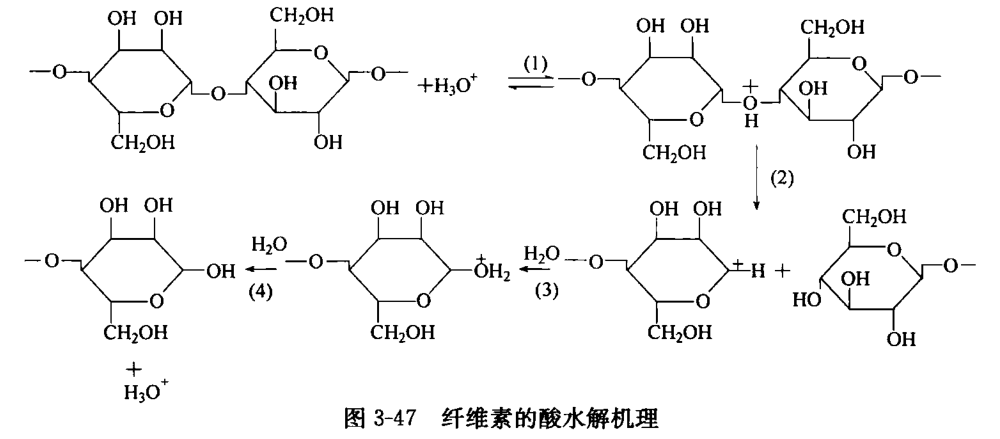 OH OH CH₂OH
—O— O O —O— +H₃O⁺ (1)
OH
CH₂OH O OH
OH OH CH₂OH
—O— O⁺ H O —O—
OH
CH₂OH O OH
(2)
OH OH
—O— OH
O
CH₂OH
+
H₃O⁺
H₂O
(4)
OH OH
—O— ⁺OH₂
O
CH₂OH
H₂O
(3)
OH OH
—O— + H
O
CH₂OH
+
CH₂OH
O —O—
HO OH
OH
图 3-47 纤维素的酸水解机理